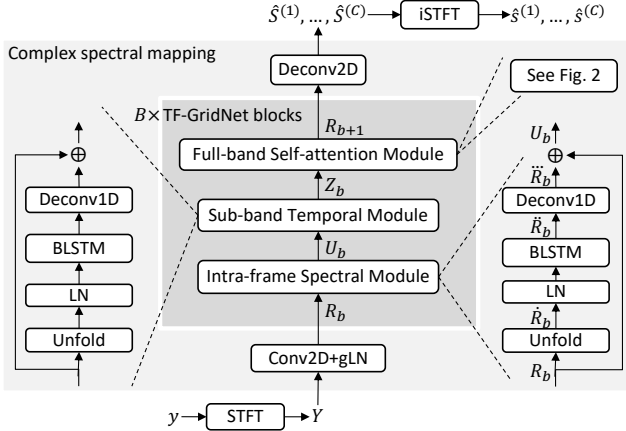 Ŝ⁽¹⁾, …, Ŝ⁽ᶜ⁾ iSTFT ŝ⁽¹⁾, …, ŝ⁽ᶜ⁾
Complex spectral mapping
Deconv2D
See Fig. 2
B× TF-GridNet blocks
R_{b+1}
U_b
⊕
Full-band Self-attention Module
⊕
R⃛_b
Deconv1D
Z_b
Deconv1D
Sub-band Temporal Module
R̈_b
BLSTM
U_b
BLSTM
Intra-frame Spectral Module
LN
LN
R_b
Ṙ_b
Unfold
Unfold
Conv2D+gLN
R_b
y STFT Y